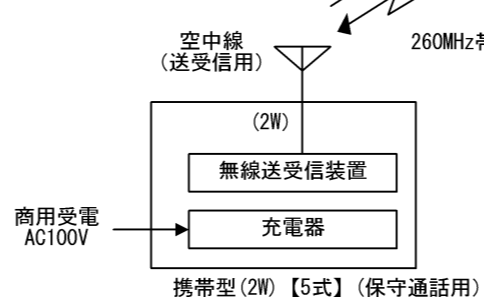 空中線
(送受信用)
260MHz帯
(2W)
無線送受信装置
商用受電
AC100V
充電器
携帯型(2W)【5式】(保守通話用)